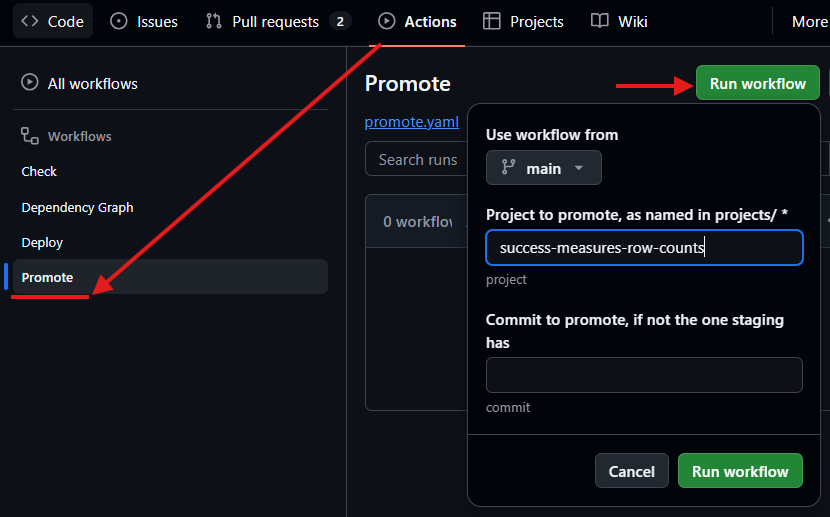 Code Issues Pull requests 2 Actions Projects Wiki More
All workflows
Workflows
Check
Dependency Graph
Deploy
Promote
Promote
promote.yaml
Search runs
0 workflow
Run workflow
Use workflow from
main
Project to promote, as named in projects/ *
success-measures-row-counts
project
Commit to promote, if not the one staging
has
commit
Cancel Run workflow